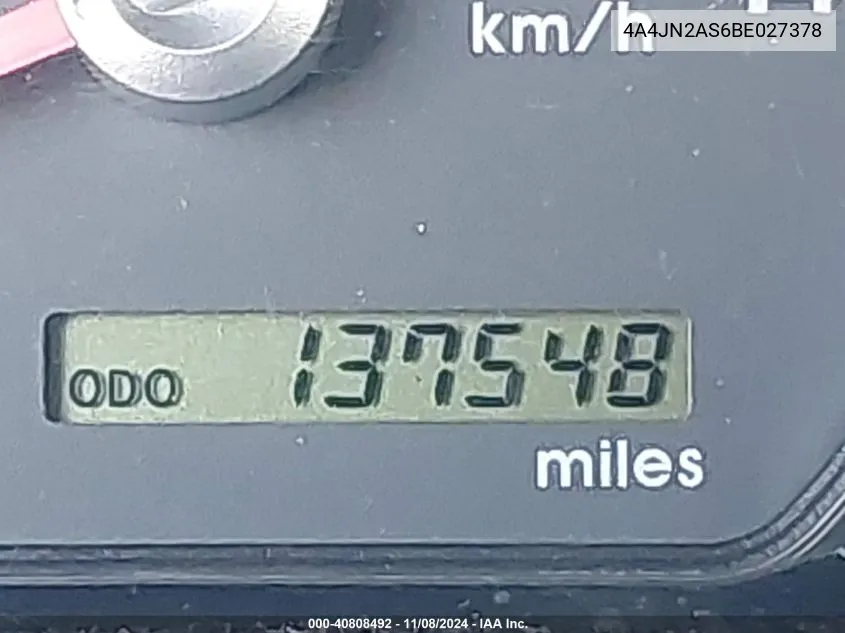 km/h
4A4JN2AS6BE027378
ODO 137548
miles
000-40808492 - 11/08/2024 - IAA Inc.